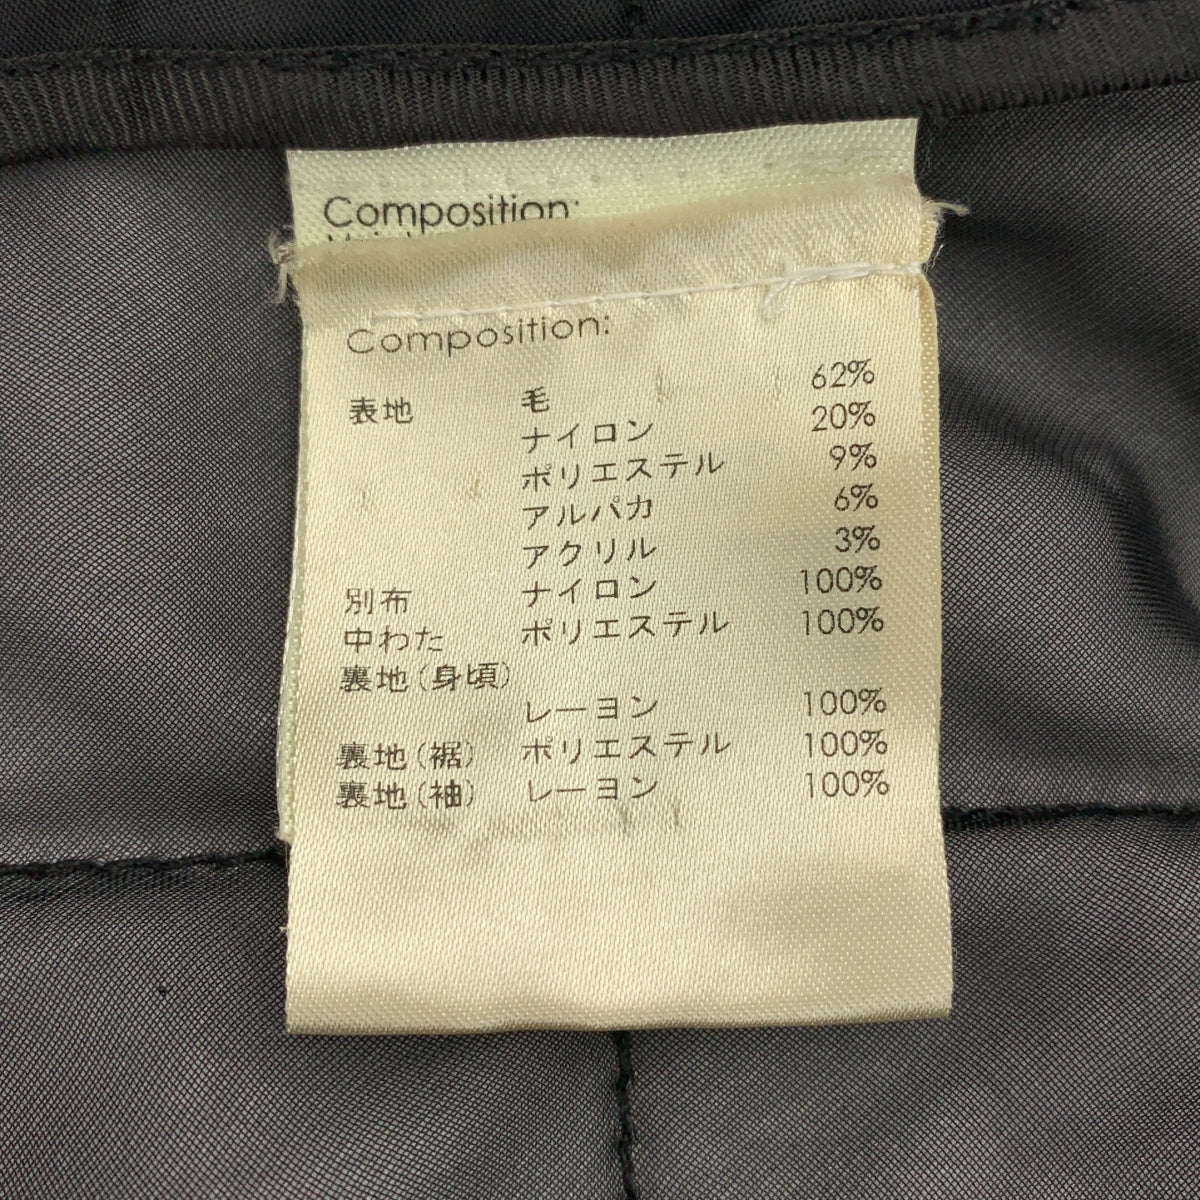 Composition:
Composition:
表地 毛 62%
ナイロン 20%
ポリエステル 9%
アルパカ 6%
アクリル 3%
別布 ナイロン 100%
中わた ポリエステル 100%
裏地(身頃)
レーヨン 100%
裏地(裾) ポリエステル 100%
裏地(袖) レーヨン 100%